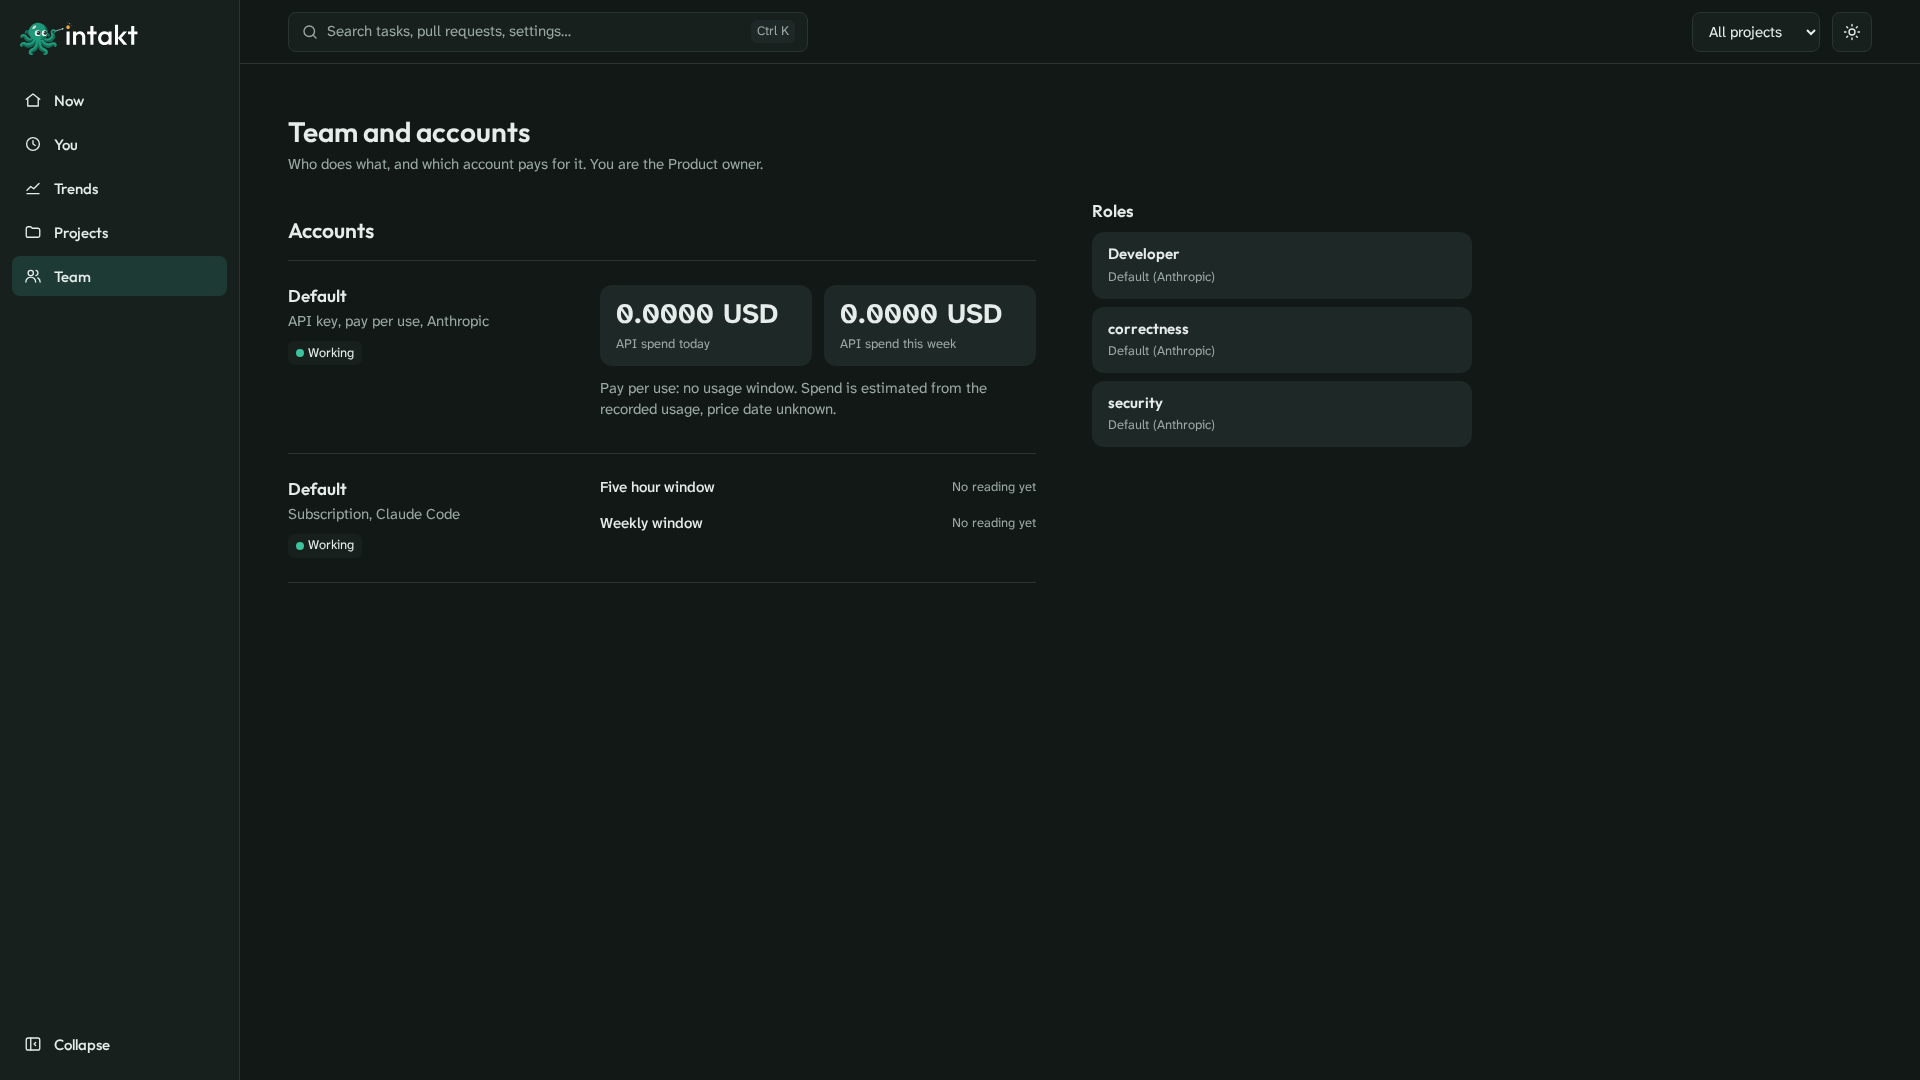 intakt
Search tasks, pull requests, settings...
Ctrl K
All projects
Now
You
Trends
Projects
Team
Collapse
Team and accounts
Who does what, and which account pays for it. You are the Product owner.
Accounts
Default
API key, pay per use, Anthropic
Working
0.0000 USD
API spend today
0.0000 USD
API spend this week
Pay per use: no usage window. Spend is estimated from the
recorded usage, price date unknown.
Default
Subscription, Claude Code
Working
Five hour window
No reading yet
Weekly window
No reading yet
Roles
Developer
Default (Anthropic)
correctness
Default (Anthropic)
security
Default (Anthropic)